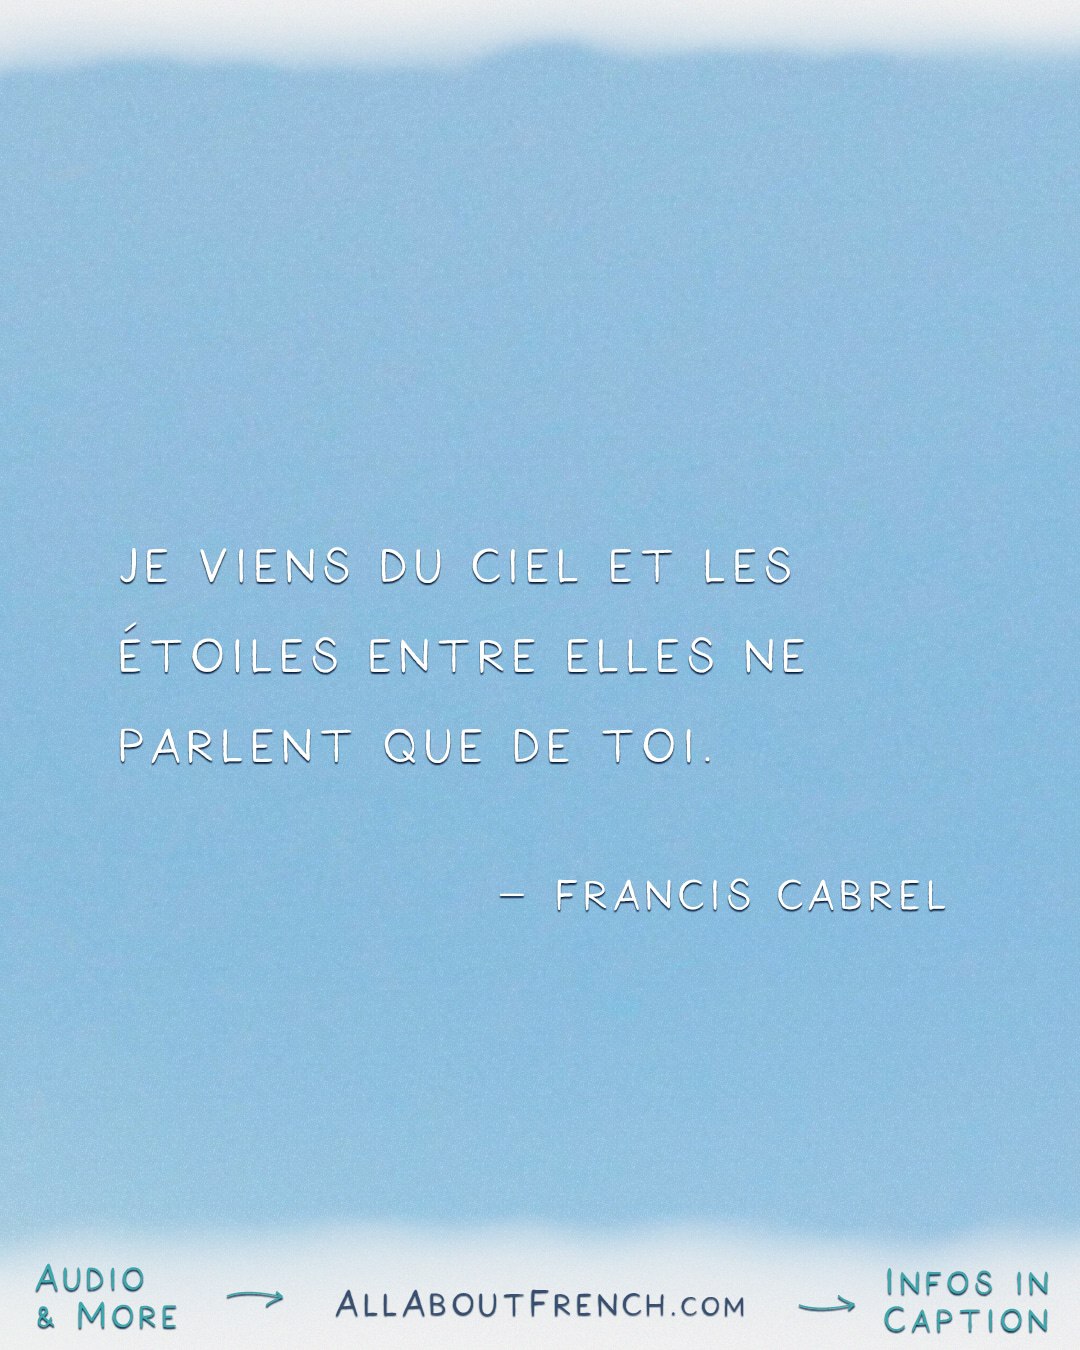 JE VIENS DU CIEL ET LES
ÉTOILES ENTRE ELLES NE
PARLENT QUE DE TOI.
– FRANCIS CABREL
AUDIO
& MORE
ALLABOUTFRENCH.COM
INFOS IN
CAPTION